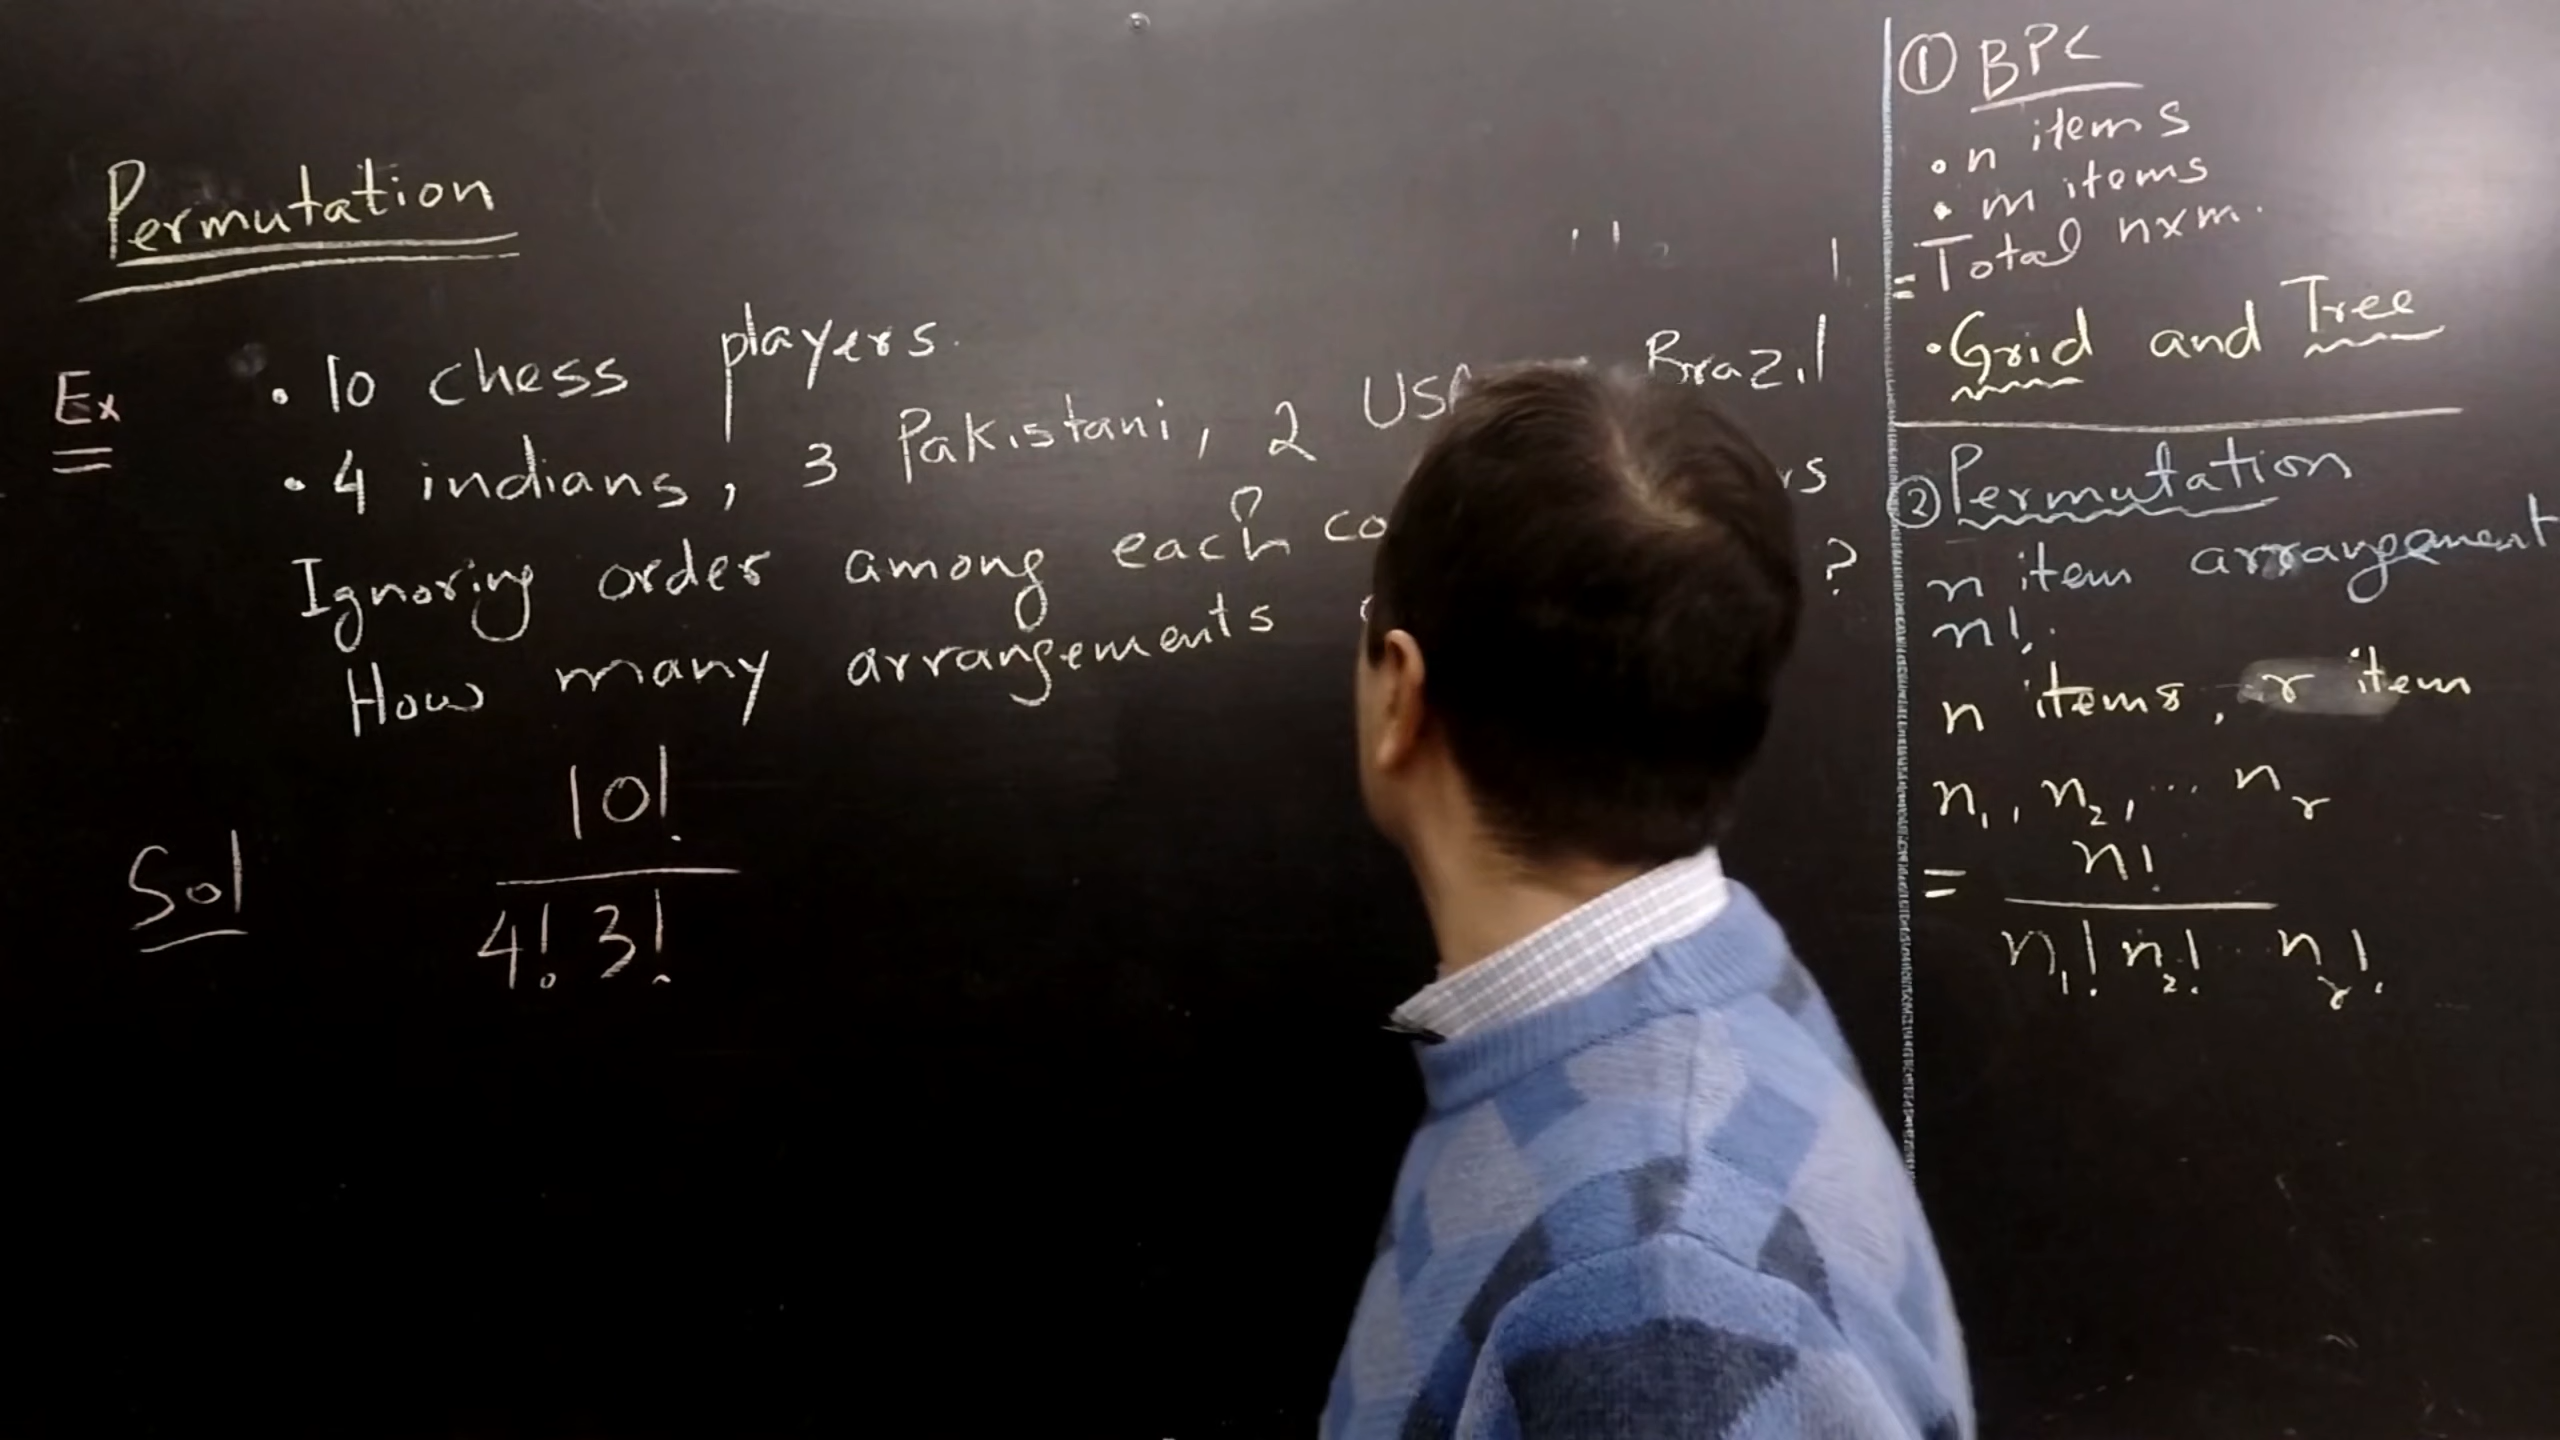 Permutation
Ex
• 10 chess players.
• 4 indians, 3 Pakistani, 2 Brazil
Ignoring order among each
How many arrangements ?
Sol
10!
4! 3!
① BPC
• n items
• m items
= Total n x m.
• Grid and Tree
② Permutation
n item arrangement
n!
n items, r item
n₁, n₂, ... nᵣ
= n!
n₁! n₂! .. nᵣ!